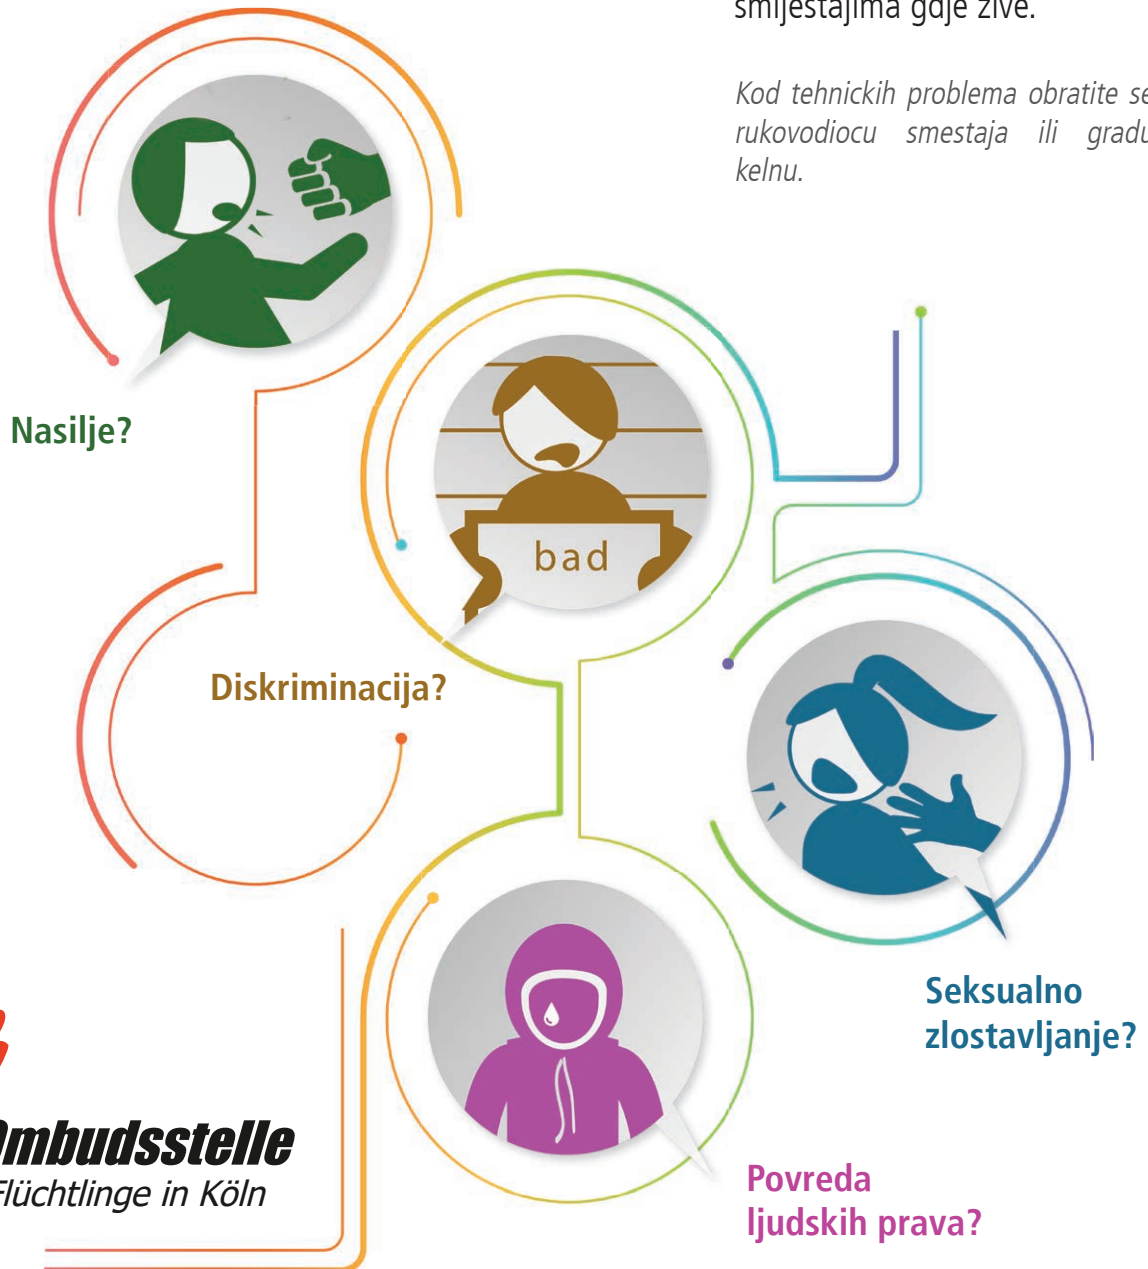 smještajima gdje žive.
Kod tehnickih problema obratite se
rukovodiocu smestaja ili gradu
kelnu.
Nasilje?
bad
Diskriminacija?
Seksualno
zlostavljanje?
Ombudsstelle
Flüchtlinge in Köln
Povreda
ljudskih prava?